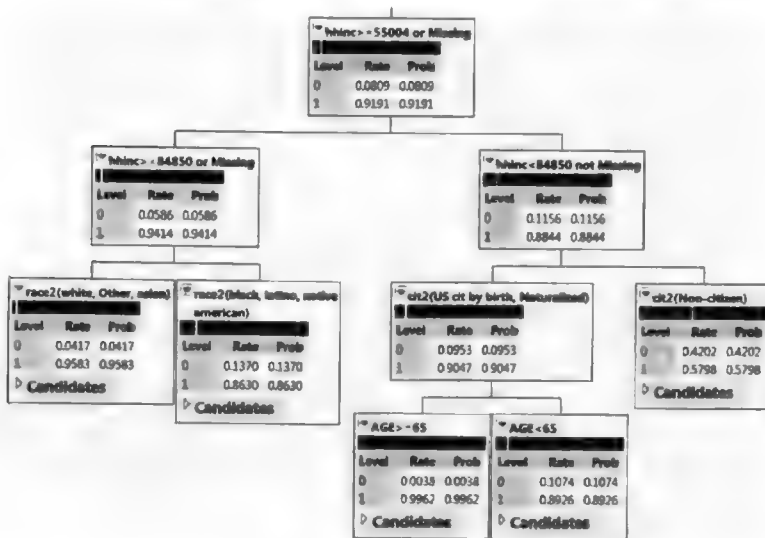 hhinc>=55004 or Missing
Level Rate Prob
0 0.0809 0.0809
1 0.9191 0.9191
hhinc>=84850 or Missing
Level Rate Prob
0 0.0586 0.0586
1 0.9414 0.9414
hhinc<84850 not Missing
Level Rate Prob
0 0.1156 0.1156
1 0.8844 0.8844
race2(white, Other, asian)
Level Rate Prob
0 0.0417 0.0417
1 0.9583 0.9583
Candidates
race2(black, latino, native
american)
Level Rate Prob
0 0.1370 0.1370
1 0.8630 0.8630
Candidates
cit2(US cit by birth, Naturalized)
Level Rate Prob
0 0.0953 0.0953
1 0.9047 0.9047
cit2(Non-citizen)
Level Rate Prob
0 0.4202 0.4202
1 0.5798 0.5798
Candidates
AGE>=65
Level Rate Prob
0 0.0038 0.0038
1 0.9962 0.9962
Candidates
AGE<65
Level Rate Prob
0 0.1074 0.1074
1 0.8926 0.8926
Candidates